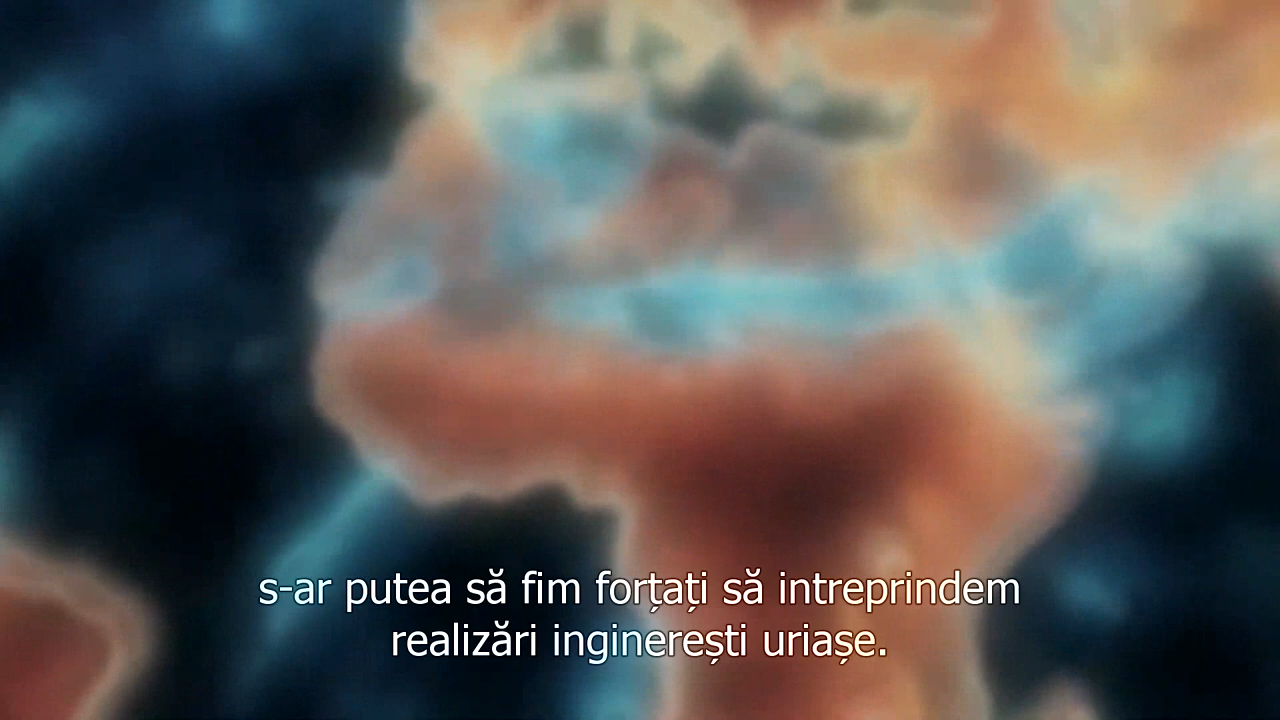 s-ar putea să fim forțați să intreprindem
realizări inginerești uriașe.